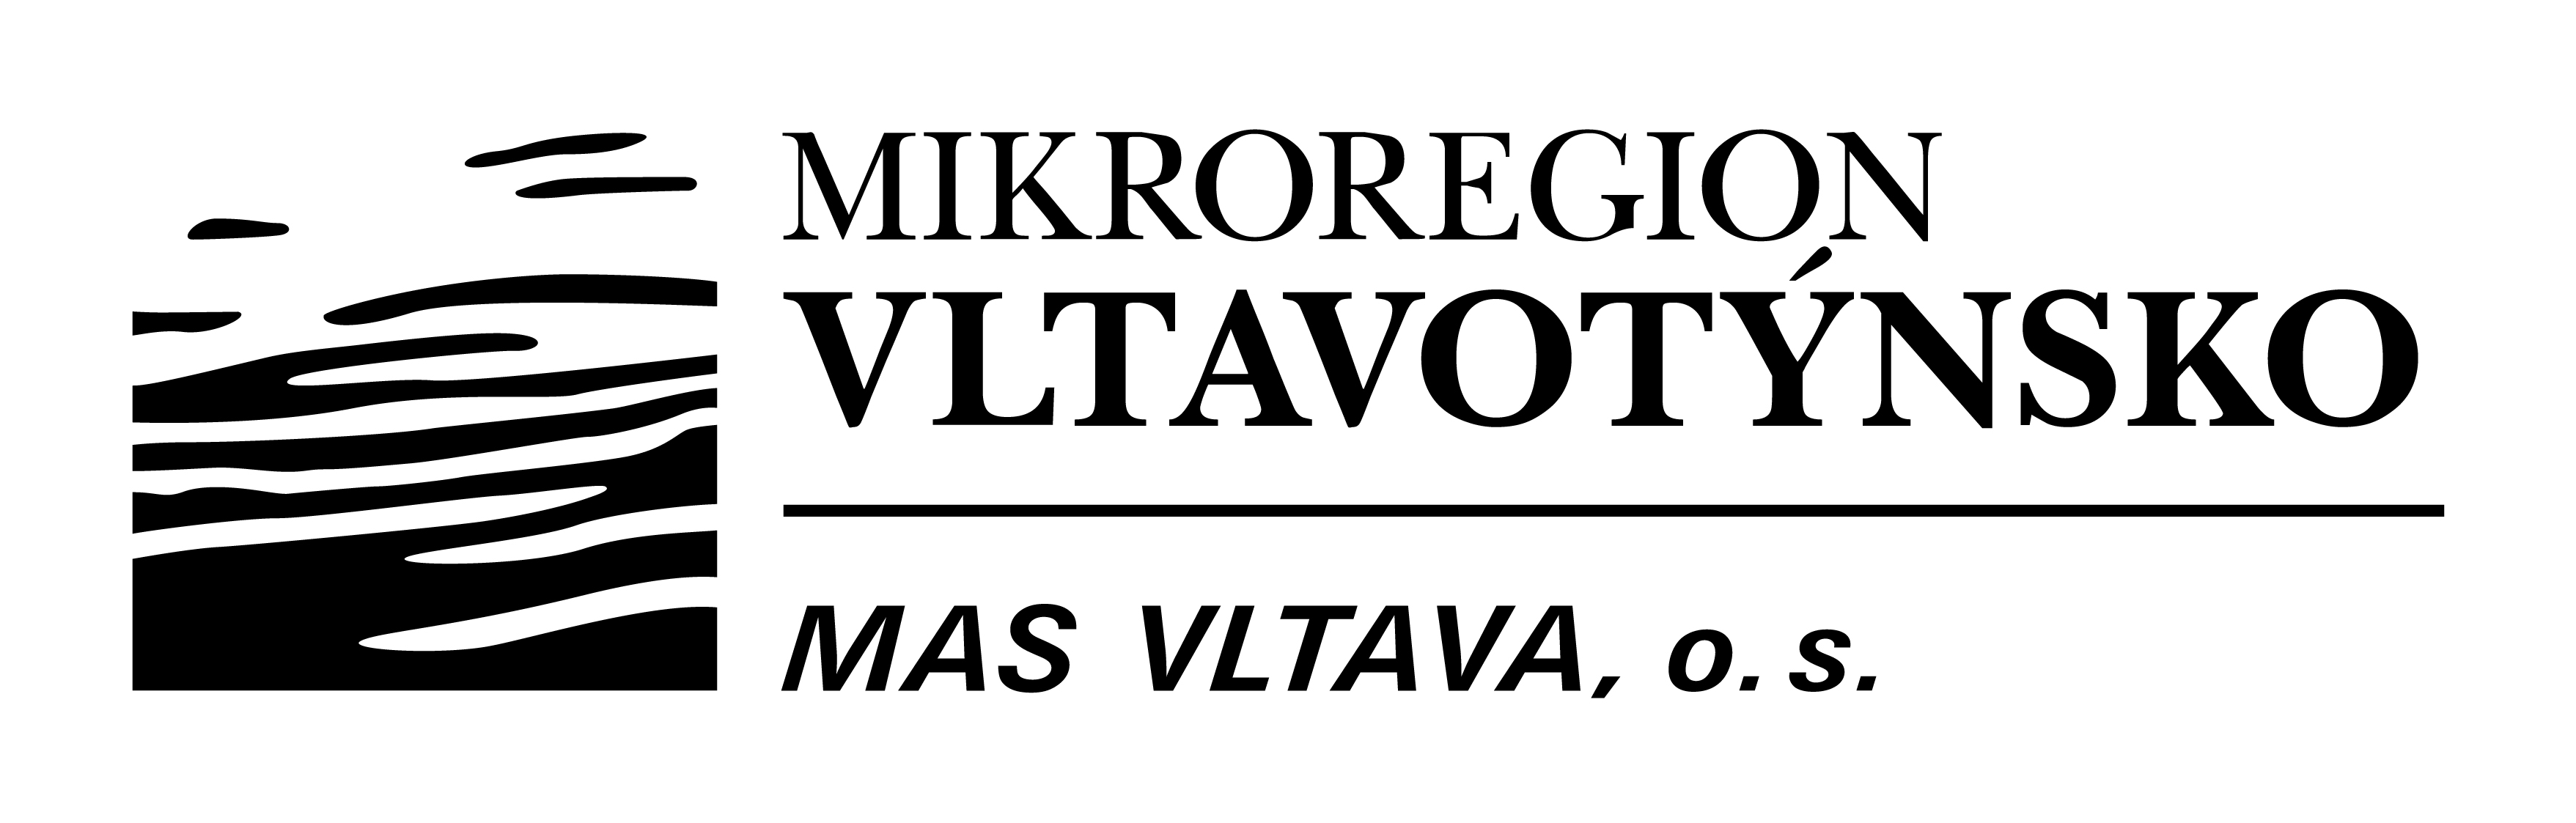 MIKROREGION
VLTAVOTÝNSKO
MAS VLTAVA, o. s.